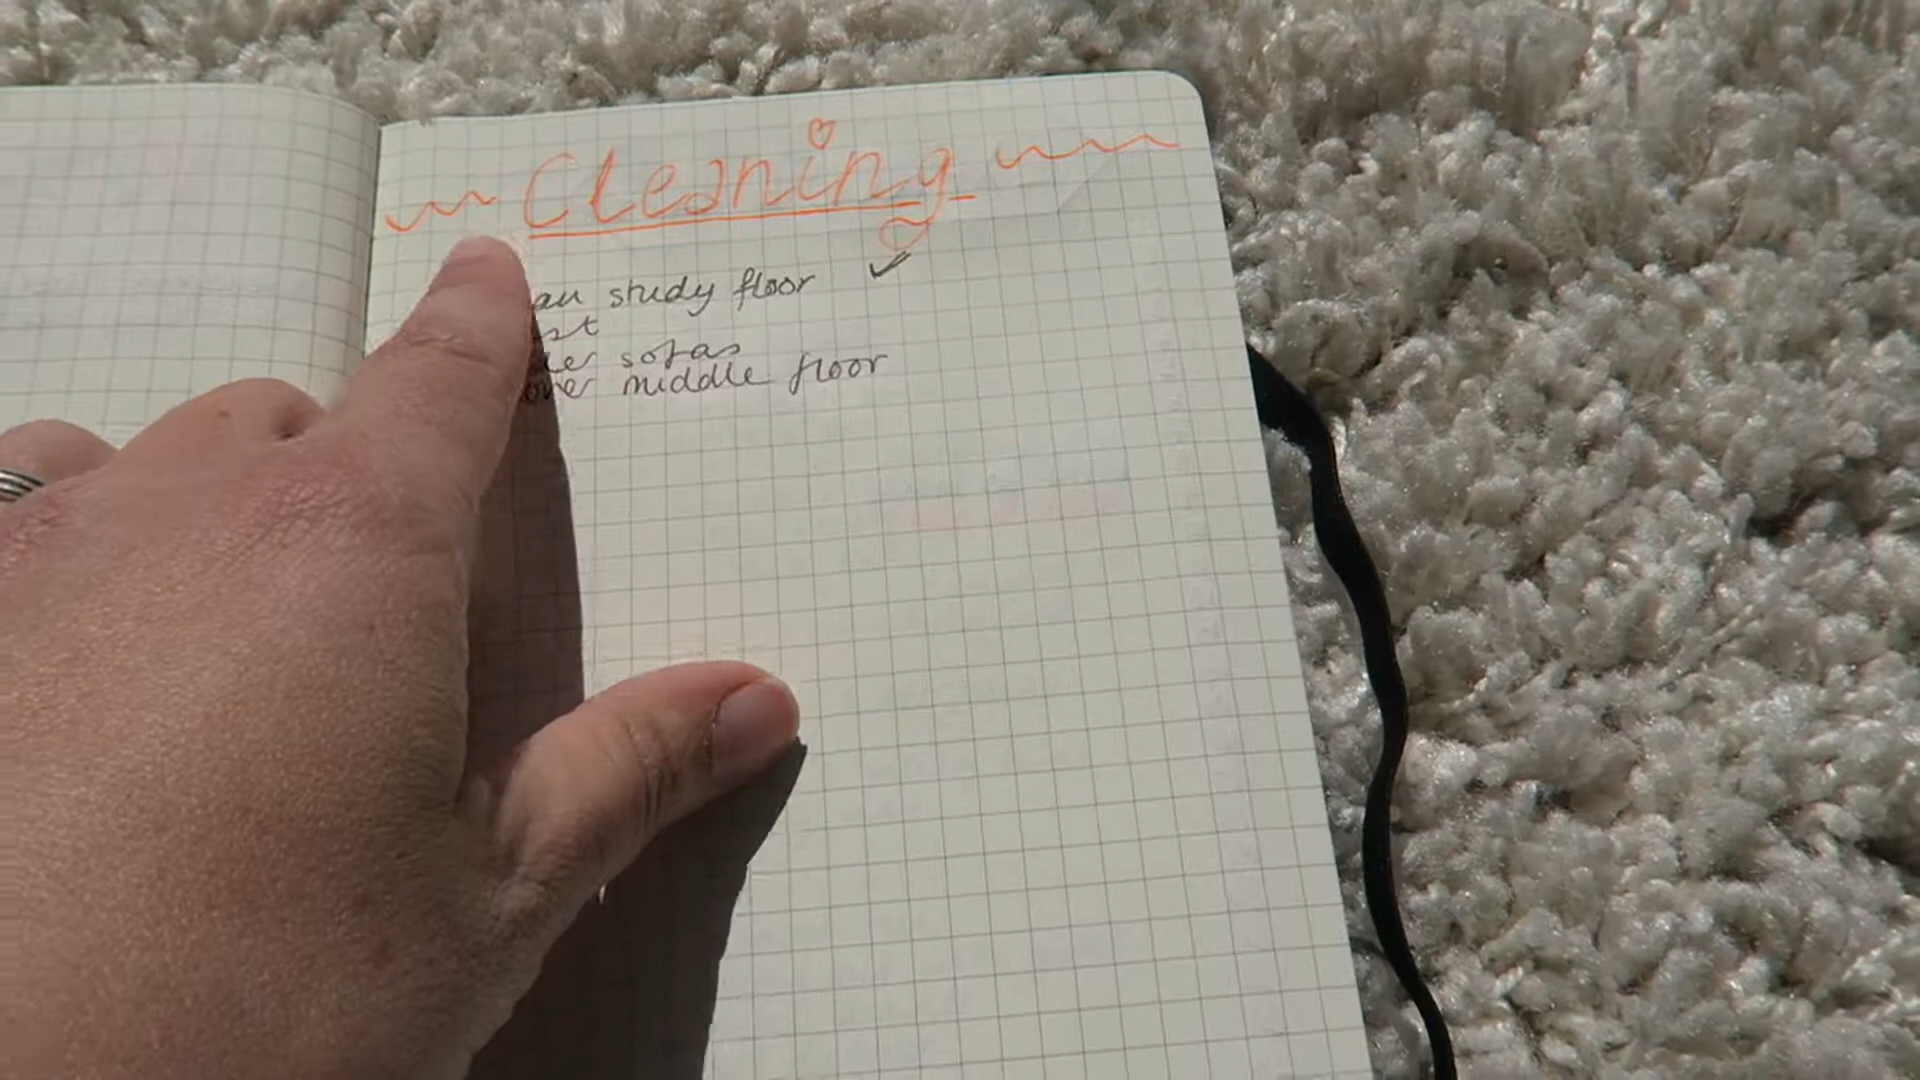 Cleaning
study floor
sofas
middle floor